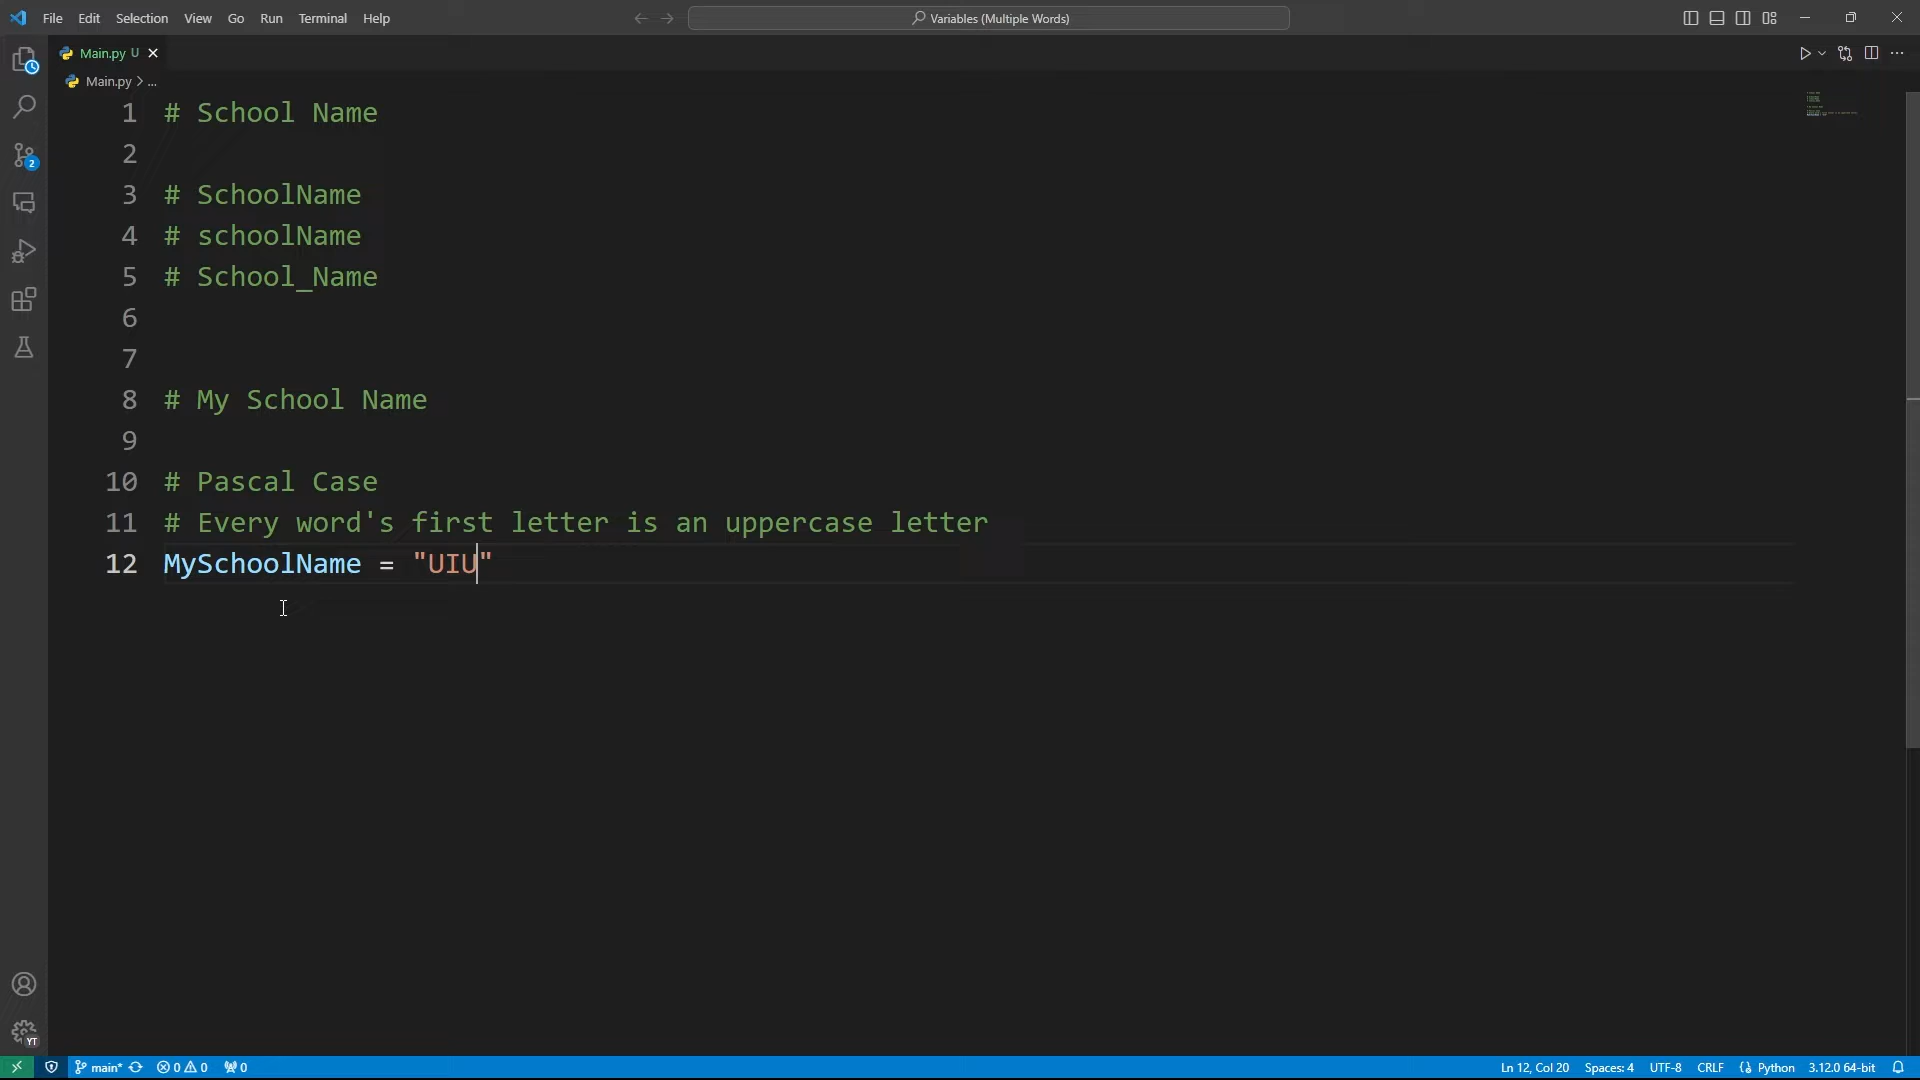 File Edit Selection View Go Run Terminal Help
Variables (Multiple Words)
Main.py U
Main.py > ...
1 # School Name
2
3 # SchoolName
4 # schoolName
5 # School_Name
6
7
8 # My School Name
9
10 # Pascal Case
11 # Every word's first letter is an uppercase letter
12 MySchoolName = "UIU"
2
YT
main* 0 0 0 Ln 12, Col 20 Spaces: 4 UTF-8 CRLF Python 3.12.0 64-bit